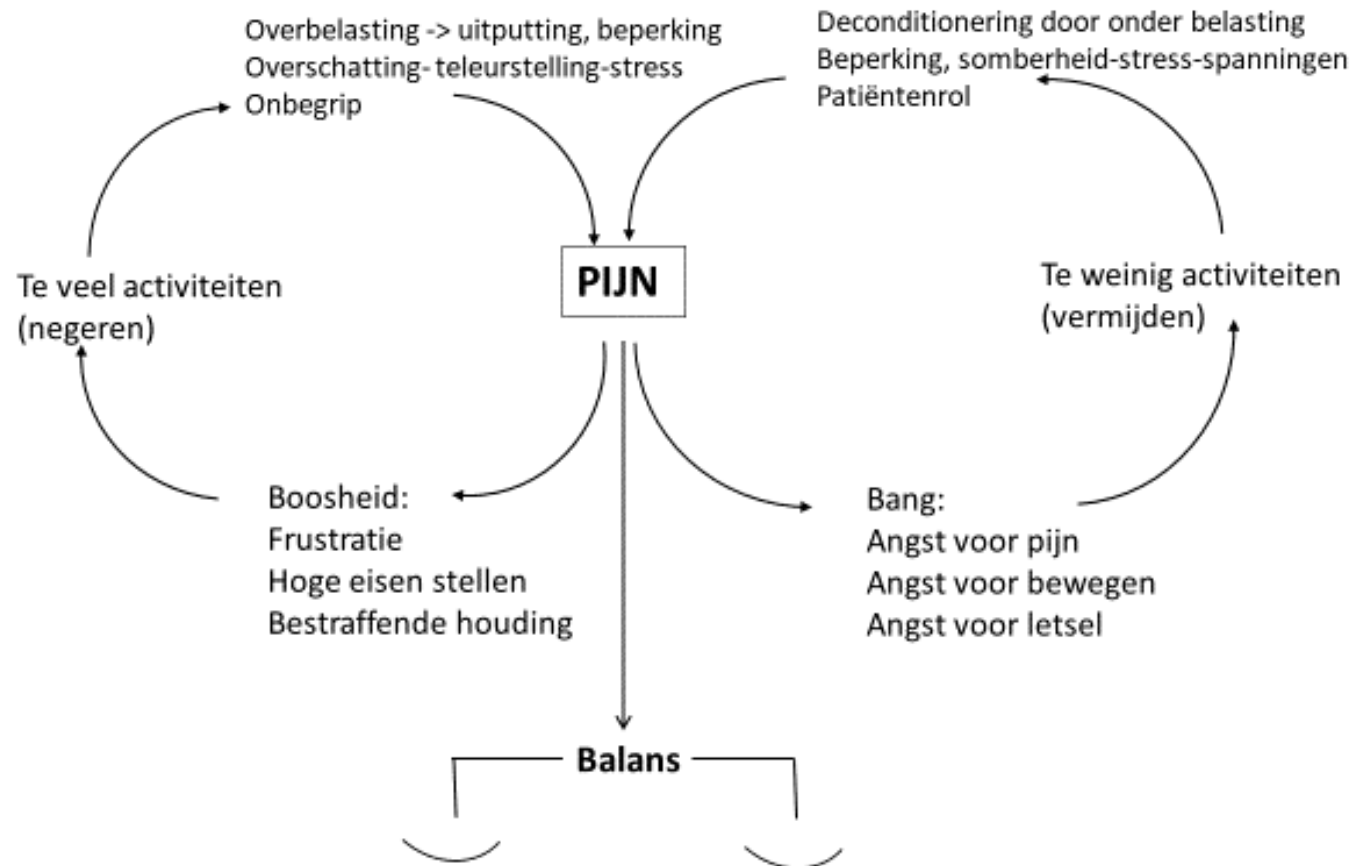 Overbelasting -> uitputting, beperking
Overschatting- teleurstelling-stress
Onbegrip
Deconditionering door onder belasting
Beperking, somberheid-stress-spanningen
Patiëntenrol
Te veel activiteiten
(negeren)
PIJN
Te weinig activiteiten
(vermijden)
Boosheid:
Frustratie
Hoge eisen stellen
Bestraffende houding
Bang:
Angst voor pijn
Angst voor bewegen
Angst voor letsel
Balans